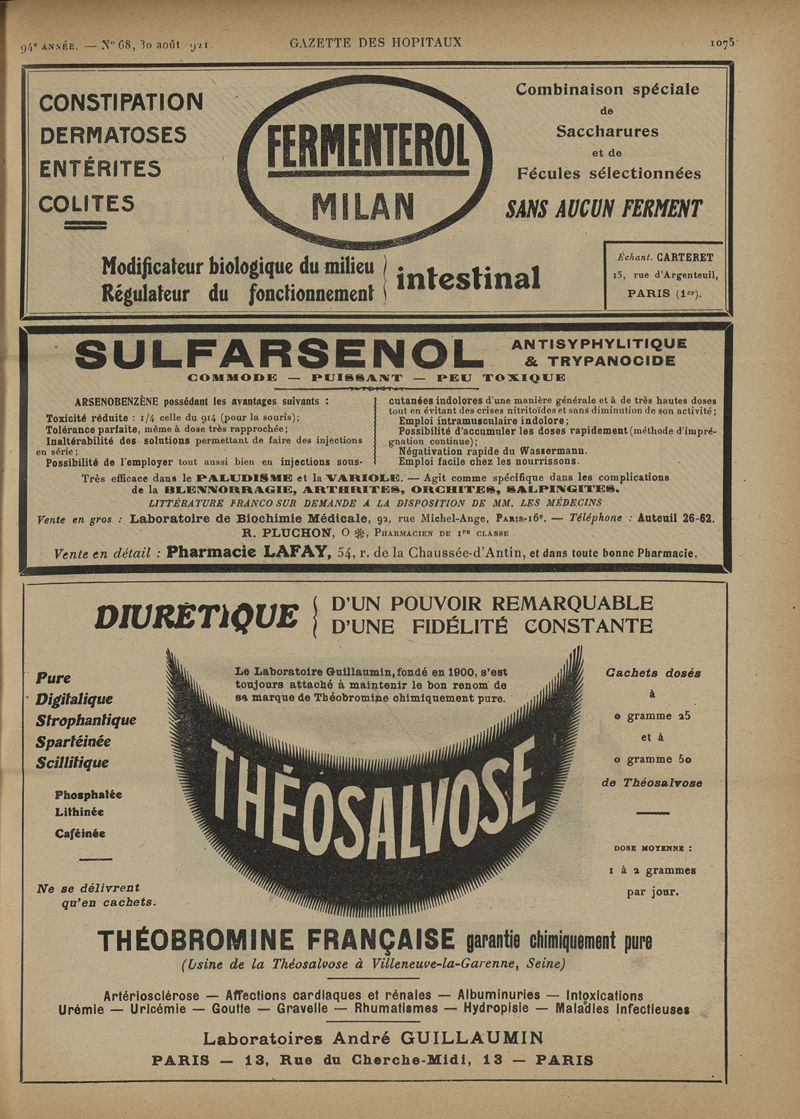 94e ANNÉE. — N° 68, 30 août 1921.
GAZETTE DES HOPITAUX
1075
CONSTIPATION
DERMATOSES
ENTÉRITES
COLITES
FERMENTEROL
MILAN
Combinaison spéciale
de
Saccharures
et de
Fécules sélectionnées
SANS AUCUN FERMENT
Modificateur biologique du milieu
Régulateur du fonctionnement
} intestinal
Échant. CARTERET
15, rue d'Argenteuil,
PARIS (1er).
SULFARSENOL
ANTISYPHYLITIQUE
& TRYPANOCIDE
COMMODE — PUISSANT — PEU TOXIQUE
ARSENOBENZÈNE possédant les avantages suivants :
Toxicité réduite : 1/4 celle du 914 (pour la souris);
Tolérance parfaite, même à dose très rapprochée;
Inaltérabilité des solutions permettant de faire des injections
en série;
Possibilité de l'employer tout aussi bien en injections sous-
cutanées indolores d'une manière générale et à de très hautes doses
tout en évitant des crises nitritoïdes et sans diminution de son activité;
Emploi intramusculaire indolore;
Possibilité d'accumuler les doses rapidement (méthode d'impré-
gnation continue);
Négativation rapide du Wassermann.
Emploi facile chez les nourrissons.
Très efficace dans le PALUDISME et la VARIOLE. — Agit comme spécifique dans les complications
de la BLENNORRAGIE, ARTHRITES, ORCHITES, SALPINGITES.
LITTÉRATURE FRANCO SUR DEMANDE A LA DISPOSITION DE MM. LES MÉDECINS
Vente en gros : Laboratoire de Biochimie Médicale, 92, rue Michel-Ange, PARIS-16e. — Téléphone : Auteuil 26-62.
R. PLUCHON, O ❋, PHARMACIEN DE 1re CLASSE
Vente en détail : Pharmacie LAFAY, 54, r. de la Chaussée-d'Antin, et dans toute bonne Pharmacie.
DIURÉTIQUE
{ D'UN POUVOIR REMARQUABLE
D'UNE FIDÉLITÉ CONSTANTE
Pure
Digitalique
Strophantique
Spartéinée
Scillitique
Phosphatée
Lithinée
Caféinée
Ne se délivrent
qu'en cachets.
Le Laboratoire Guillaumin, fondé en 1900, s'est
toujours attaché à maintenir le bon renom de
sa marque de Théobromine chimiquement pure.
THÉOSALVOSE
Cachets dosés
à
0 gramme 25
et à
0 gramme 50
de Théosalvose
DOSE MOYENNE :
1 à 2 grammes
par jour.
THÉOBROMINE FRANÇAISE garantie chimiquement pure
(Usine de la Théosalvose à Villeneuve-la-Garenne, Seine)
Artériosclérose — Affections cardiaques et rénales — Albuminuries — Intoxications
Urémie — Uricémie — Goutte — Gravelle — Rhumatismes — Hydropisie — Maladies Infectieuses
Laboratoires André GUILLAUMIN
PARIS — 13, Rue du Cherche-Midi, 13 — PARIS